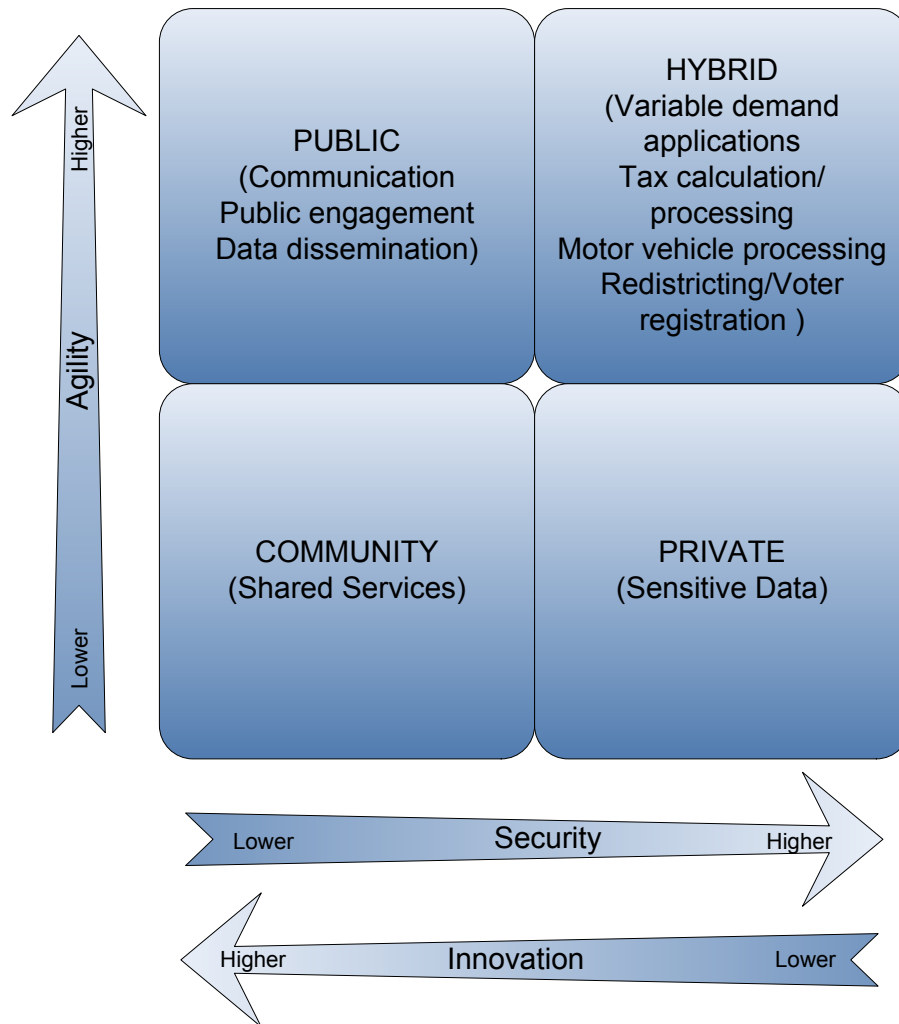 Higher
Agility
Lower
PUBLIC
(Communication
Public engagement
Data dissemination)
HYBRID
(Variable demand
applications
Tax calculation/
processing
Motor vehicle processing
Redistricting/Voter
registration )
COMMUNITY
(Shared Services)
PRIVATE
(Sensitive Data)
Lower Security Higher
Higher Innovation Lower